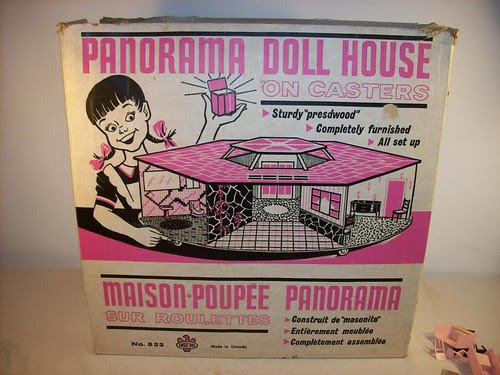 PANORAMA DOLL HOUSE
ON CASTERS
Sturdy "presdwood"
Completely furnished
All set up
MAISON-POUPÉE PANORAMA
SUR ROULETTES
Construit de "masonite"
Entièrement meublée
Complètement assemblée
No. 823
Made in Canada